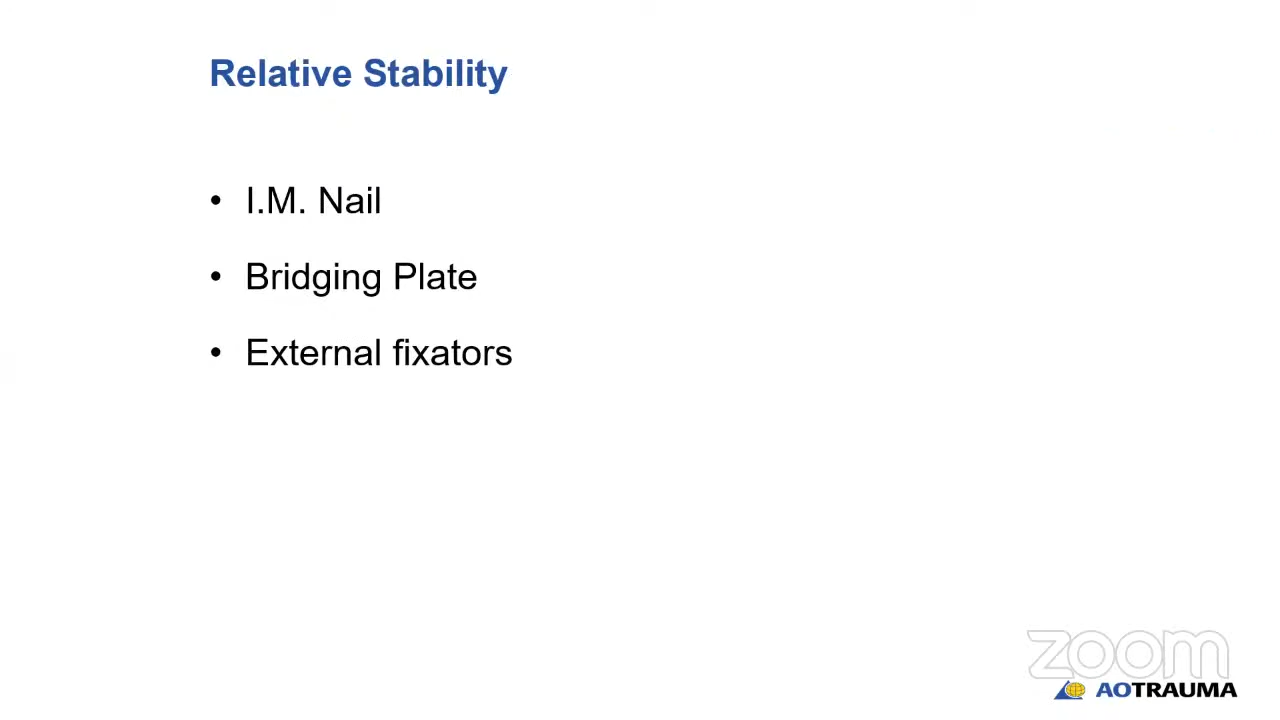 Relative Stability
• I.M. Nail
• Bridging Plate
• External fixators
zoom
AOTRAUMA